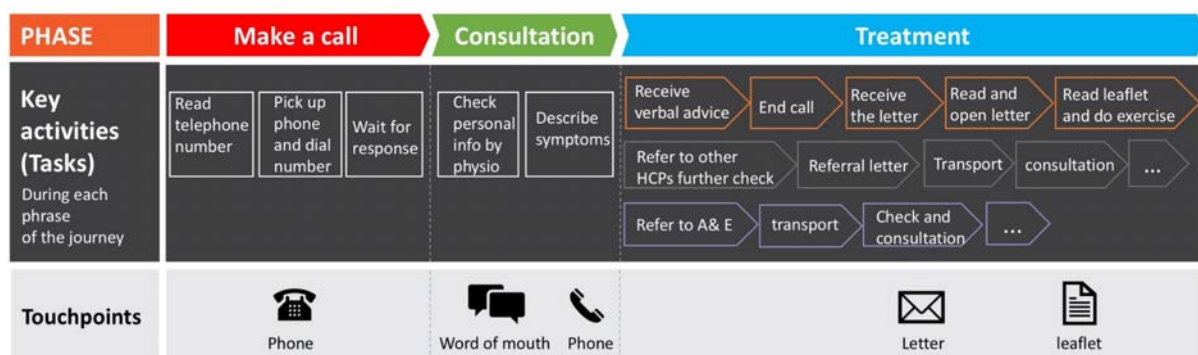 PHASE
Make a call
Consultation
Treatment
Key
activities
(Tasks)
During each
phrase
of the journey
Read
telephone
number
Pick up
phone
and dial
number
Wait for
response
Check
personal
info by
physio
Describe
symptoms
Receive
verbal advice
End call
Receive
the letter
Read and
open letter
Read leaflet
and do exercise
Refer to other
HCPs further check
Referral letter
Transport
consultation
...
Refer to A& E
transport
Check and
consultation
...
Touchpoints
Phone
Word of mouth
Phone
Letter
leaflet